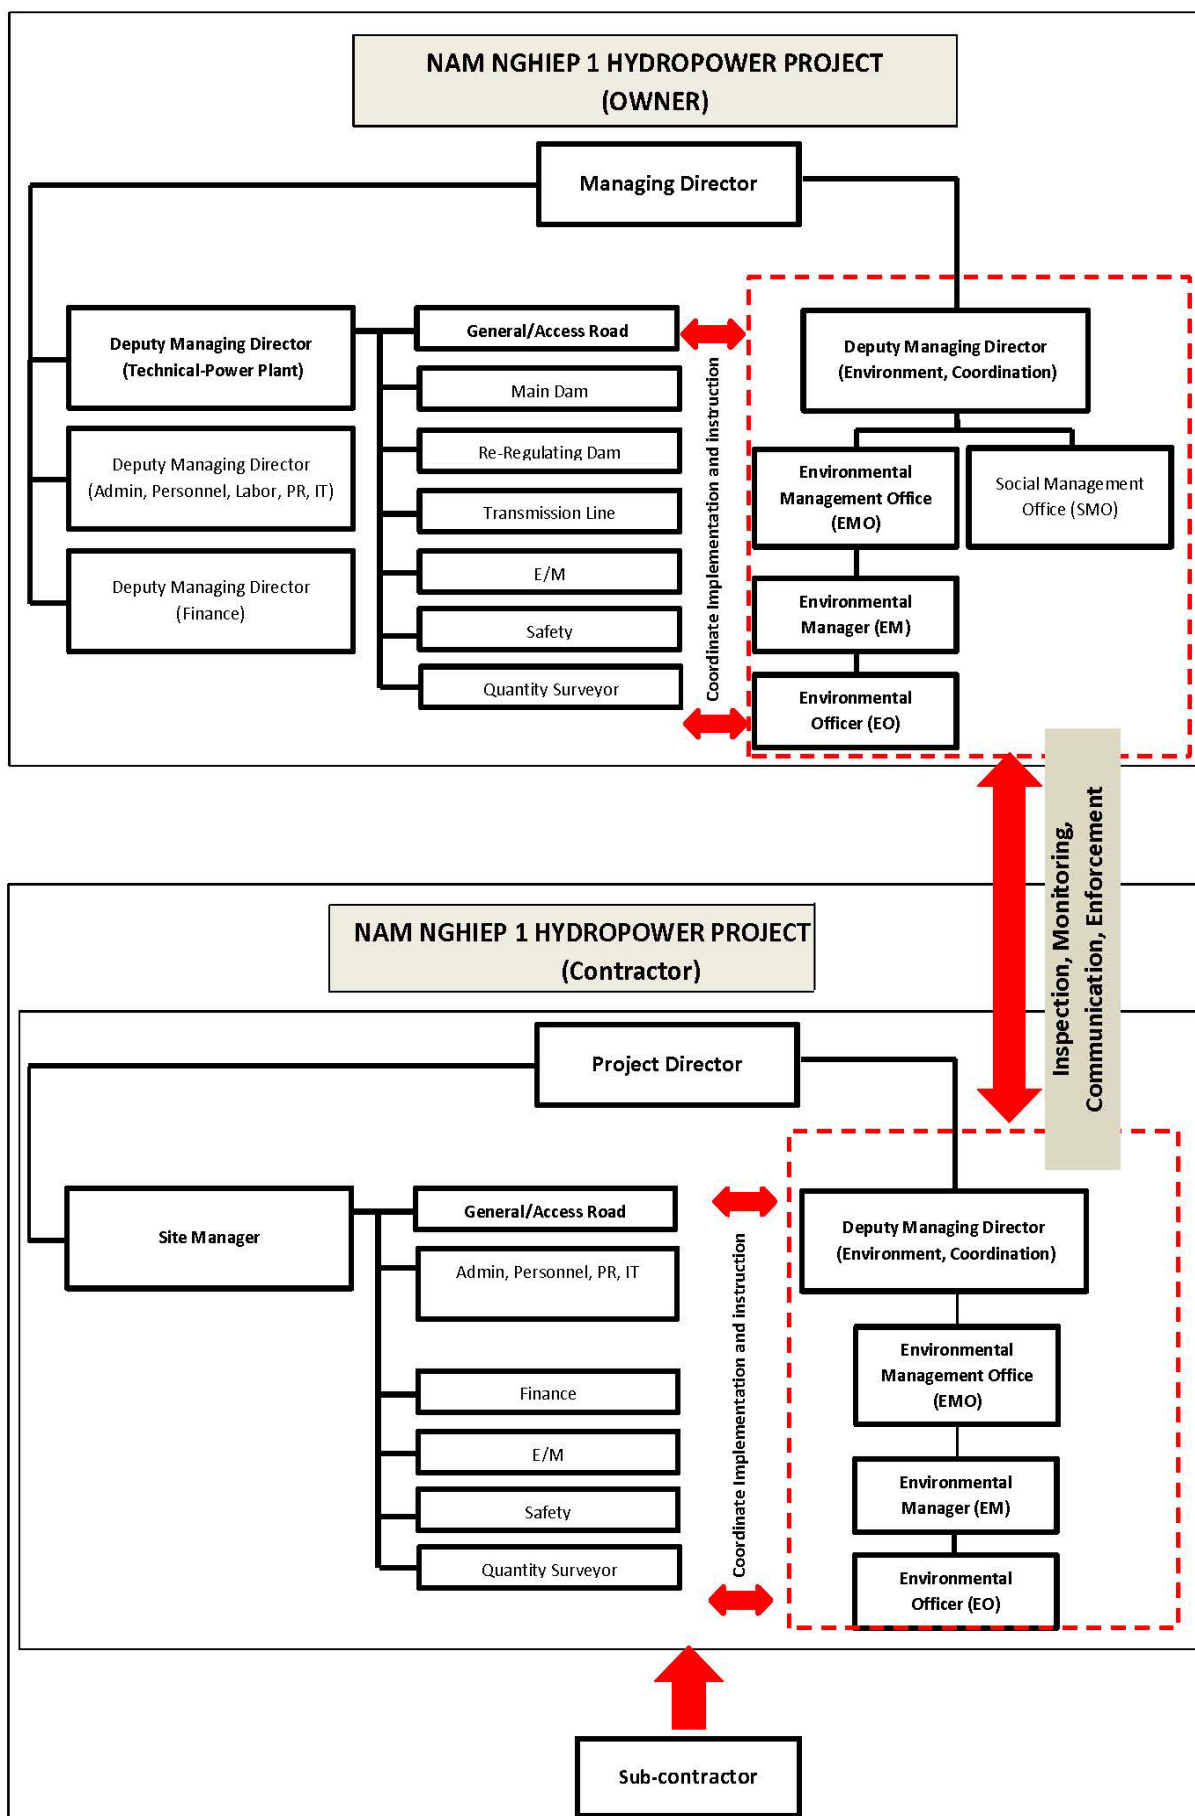 NAM NGHIEP 1 HYDROPOWER PROJECT
(OWNER)
Managing Director
Deputy Managing Director
(Technical-Power Plant)
Deputy Managing Director
(Admin, Personnel, Labor, PR, IT)
Deputy Managing Director
(Finance)
General/Access Road
Main Dam
Re-Regulating Dam
Transmission Line
E/M
Safety
Quantity Surveyor
Coordinate Implementation and instruction
Deputy Managing Director
(Environment, Coordination)
Environmental
Management Office
(EMO)
Social Management
Office (SMO)
Environmental
Manager (EM)
Environmental
Officer (EO)
Inspection, Monitoring,
Communication, Enforcement
NAM NGHIEP 1 HYDROPOWER PROJECT
(Contractor)
Project Director
Site Manager
General/Access Road
Admin, Personnel, PR, IT
Finance
E/M
Safety
Quantity Surveyor
Coordinate Implementation and instruction
Deputy Managing Director
(Environment, Coordination)
Environmental
Management Office
(EMO)
Environmental
Manager (EM)
Environmental
Officer (EO)
Sub-contractor